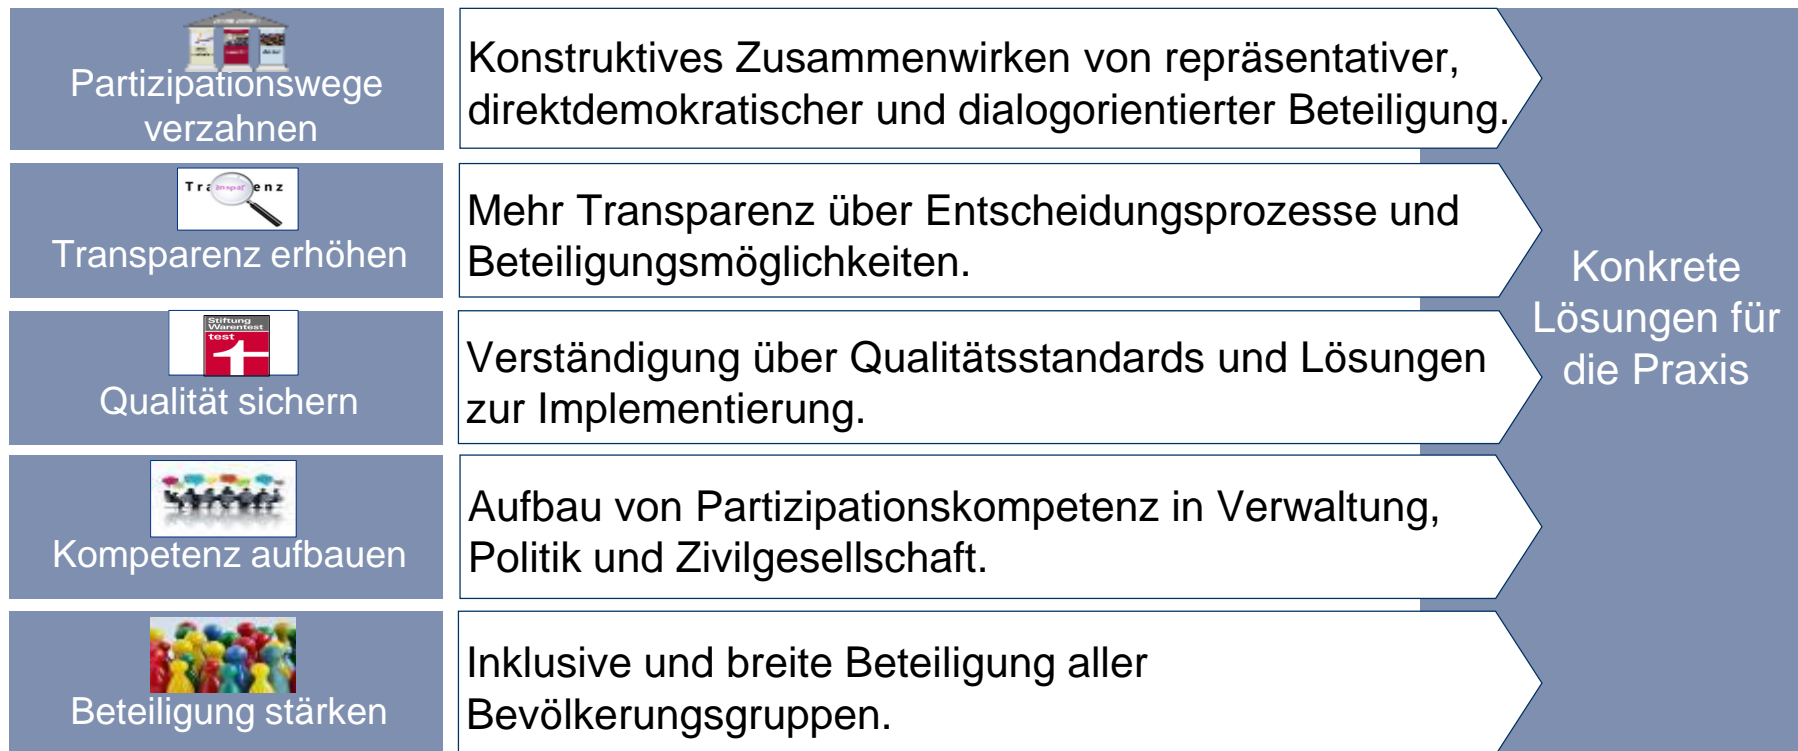 Partizipationswege
verzahnen
Konstruktives Zusammenwirken von repräsentativer,
direktdemokratischer und dialogorientierter Beteiligung.
Transparenz
Transparenz erhöhen
Mehr Transparenz über Entscheidungsprozesse und
Beteiligungsmöglichkeiten.
Stiftung
Warentest
test
Qualität sichern
Verständigung über Qualitätsstandards und Lösungen
zur Implementierung.
Kompetenz aufbauen
Aufbau von Partizipationskompetenz in Verwaltung,
Politik und Zivilgesellschaft.
Beteiligung stärken
Inklusive und breite Beteiligung aller
Bevölkerungsgruppen.
Konkrete
Lösungen für
die Praxis